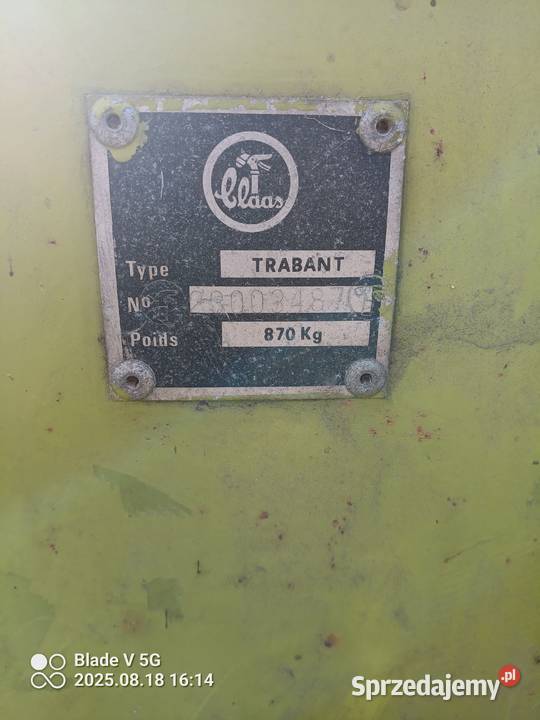 Claas
Type TRABANT
No
Poids 870 Kg
Blade V 5G
2025.08.18 16:14
Sprzedajemy.pl